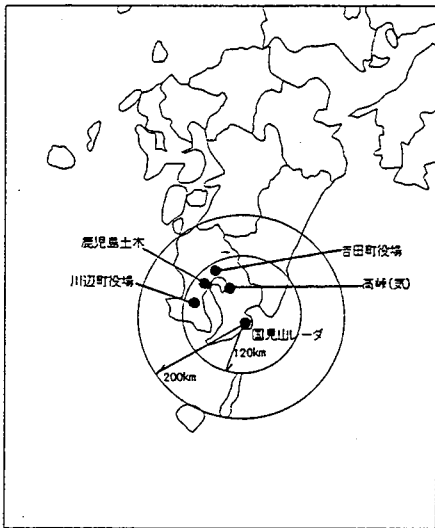 鹿児島土木
吉田町役場
川辺町役場
高峠(気)
国見山レーダ
120km
200km